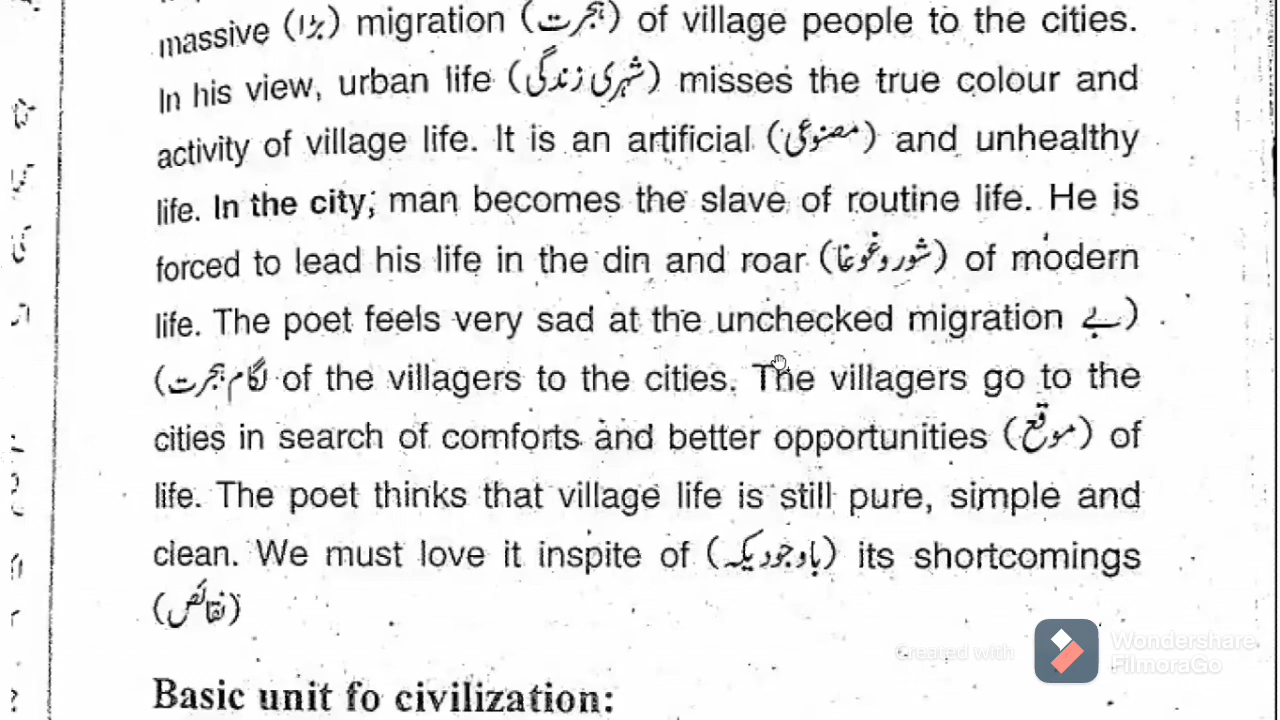 massive (بڑا) migration (ہجرت) of village people to the cities.
In his view, urban life (شہری زندگی) misses the true colour and
activity of village life. It is an artificial (مصنوعی) and unhealthy
life. In the city, man becomes the slave of routine life. He is
forced to lead his life in the din and roar (شور و غوغا) of modern
life. The poet feels very sad at the unchecked migration بے)
(لگام ہجرت of the villagers to the cities. The villagers go to the
cities in search of comforts and better opportunities (موقع) of
life. The poet thinks that village life is still pure, simple and
clean. We must love it inspite of (باوجودیکہ) its shortcomings
(نقائص)
Created with Wondershare FilmoraGo
Basic unit fo civilization: